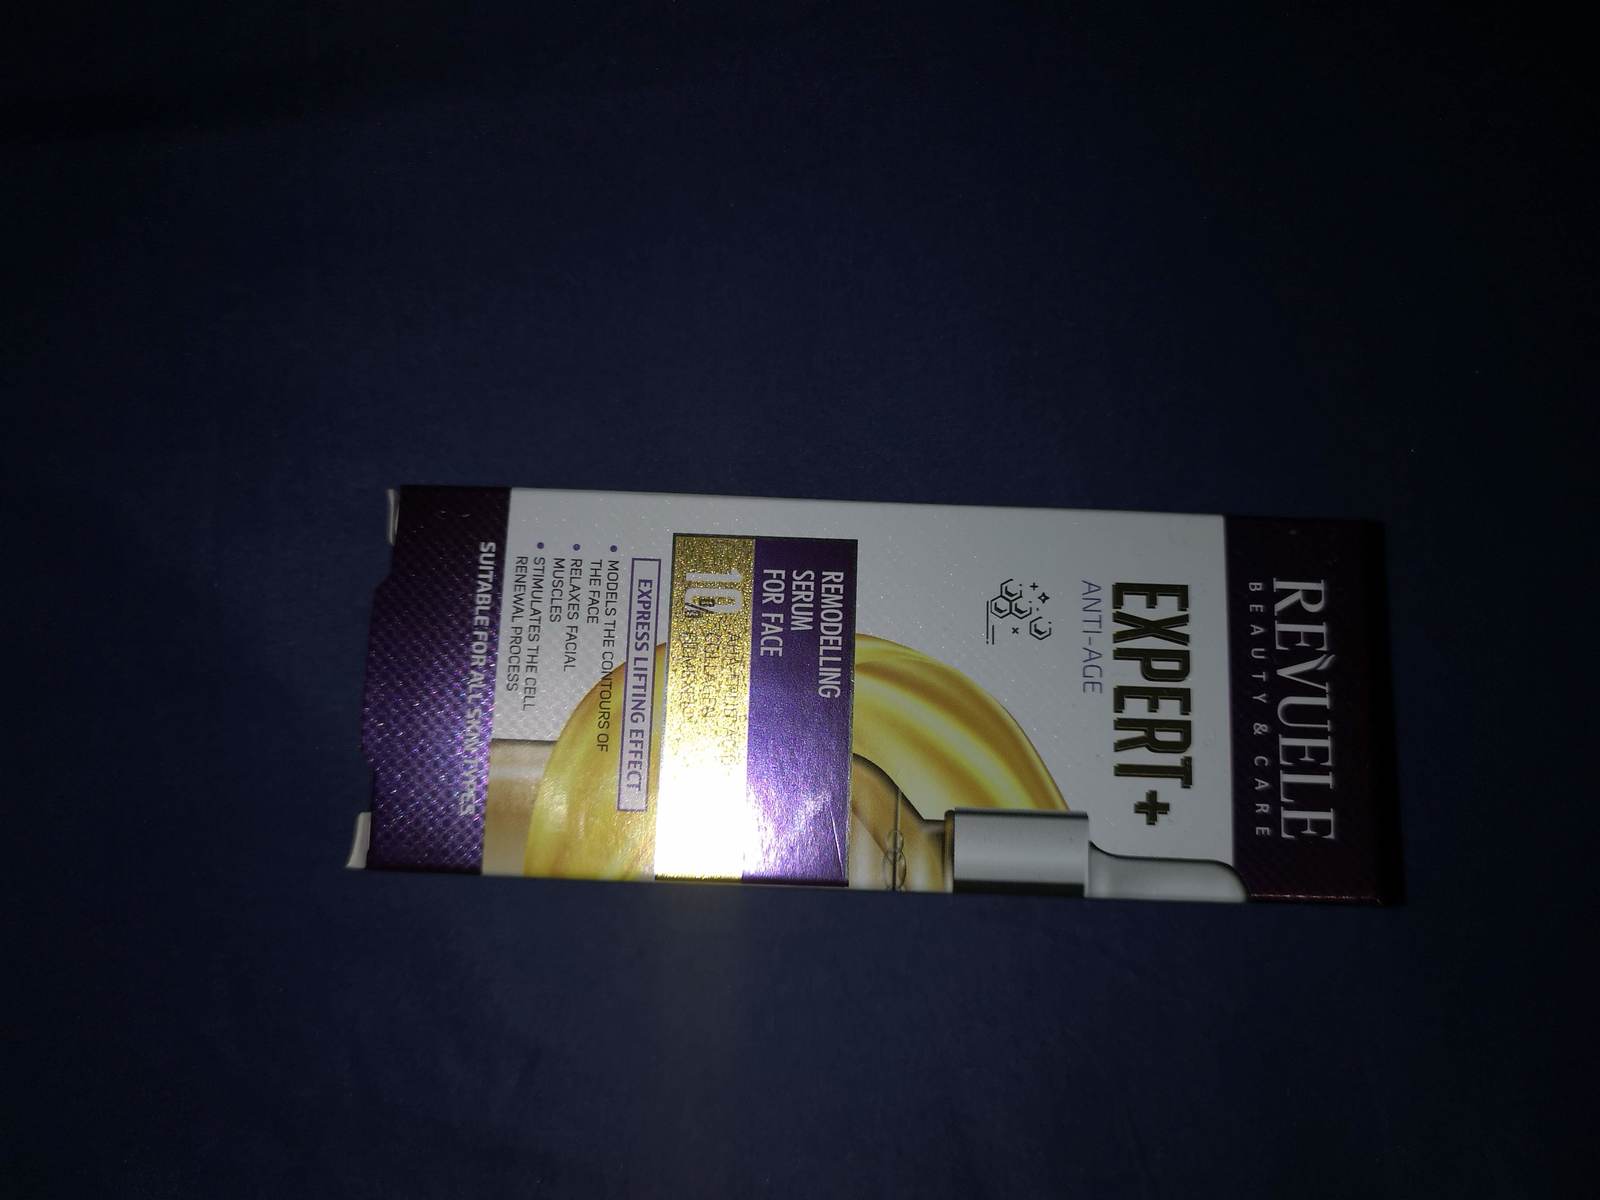 REVUELE
BEAUTY & CARE
EXPERT+
ANTI-AGE
REMODELLING
SERUM
FOR FACE
10%
COLLAGEN
EXPRESS LIFTING EFFECT
• MODELS THE CONTOURS OF
THE FACE
• RELAXES FACIAL
MUSCLES
• STIMULATES THE CELL
RENEWAL PROCESS
SUITABLE FOR ALL SKIN TYPES